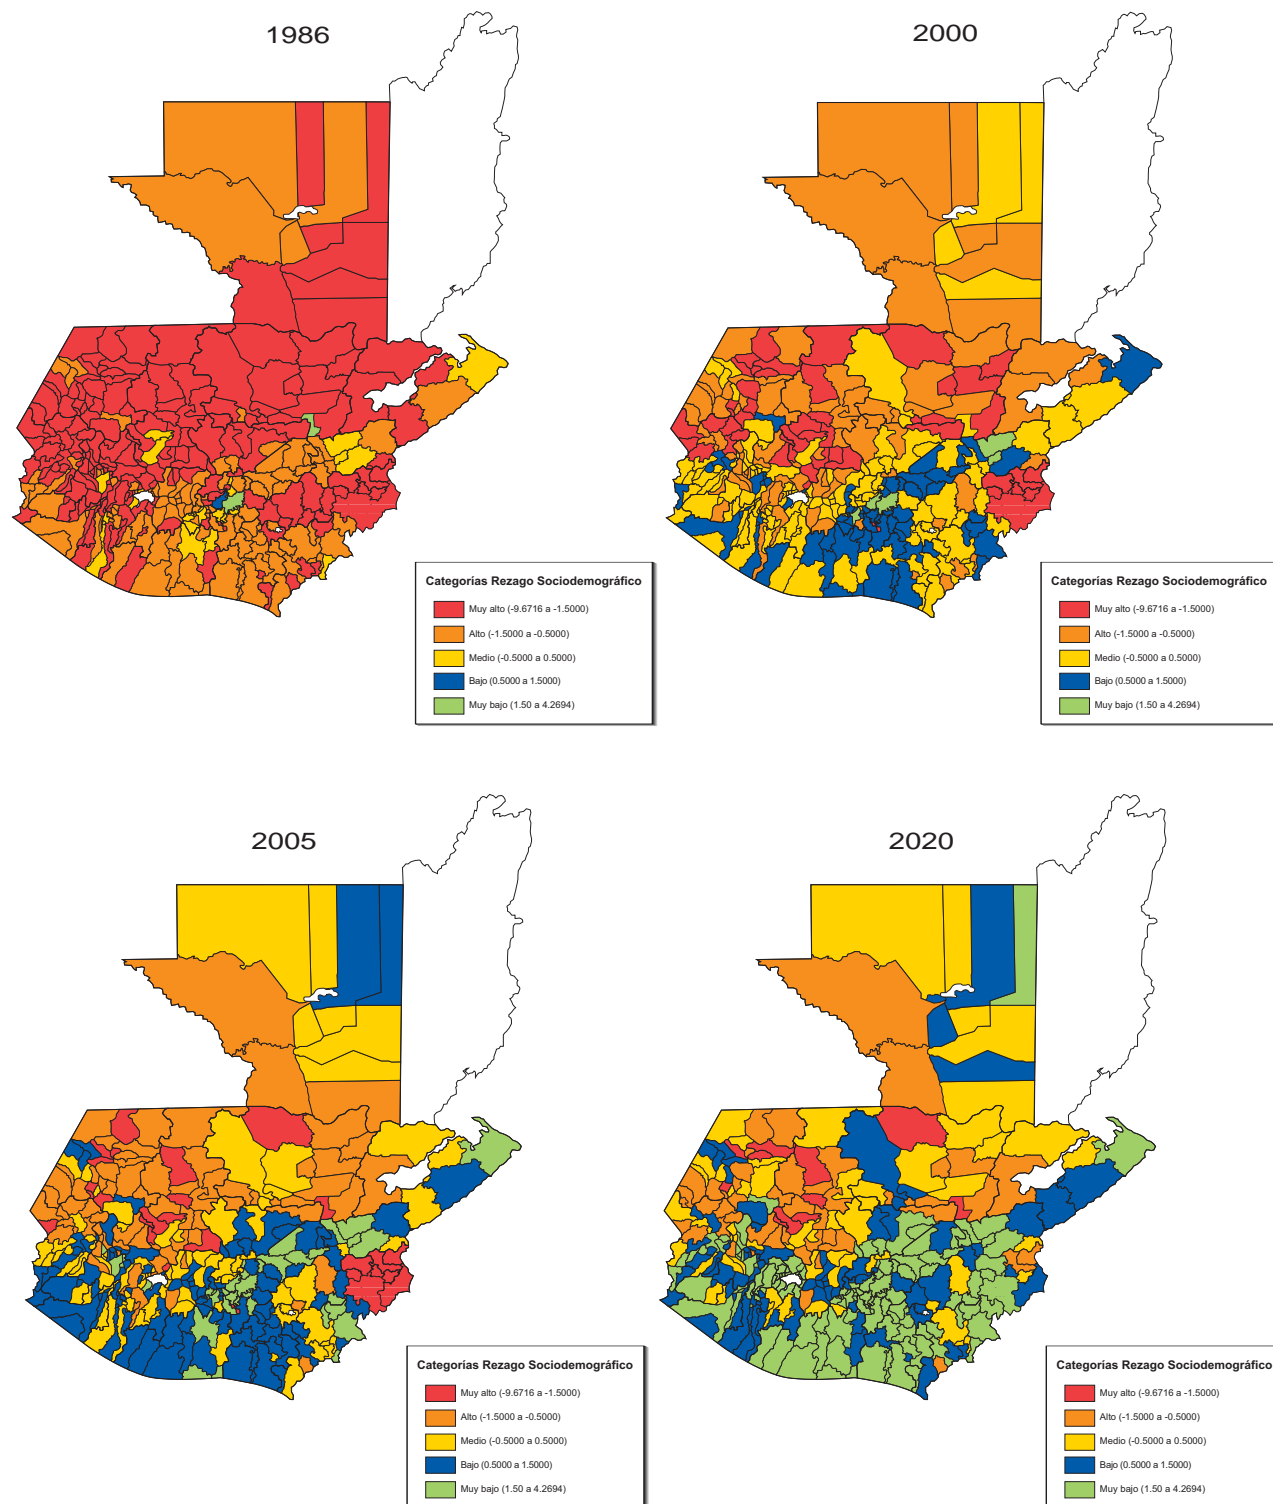 1986
2000
Categorías Rezago Sociodemográfico
Muy alto (-9.6716 a -1.5000)
Alto (-1.5000 a -0.5000)
Medio (-0.5000 a 0.5000)
Bajo (0.5000 a 1.5000)
Muy bajo (1.50 a 4.2694)
Categorías Rezago Sociodemográfico
Muy alto (-9.6716 a -1.5000)
Alto (-1.5000 a -0.5000)
Medio (-0.5000 a 0.5000)
Bajo (0.5000 a 1.5000)
Muy bajo (1.50 a 4.2694)
2005
2020
Categorías Rezago Sociodemográfico
Muy alto (-9.6716 a -1.5000)
Alto (-1.5000 a -0.5000)
Medio (-0.5000 a 0.5000)
Bajo (0.5000 a 1.5000)
Muy bajo (1.50 a 4.2694)
Categorías Rezago Sociodemográfico
Muy alto (-9.6716 a -1.5000)
Alto (-1.5000 a -0.5000)
Medio (-0.5000 a 0.5000)
Bajo (0.5000 a 1.5000)
Muy bajo (1.50 a 4.2694)